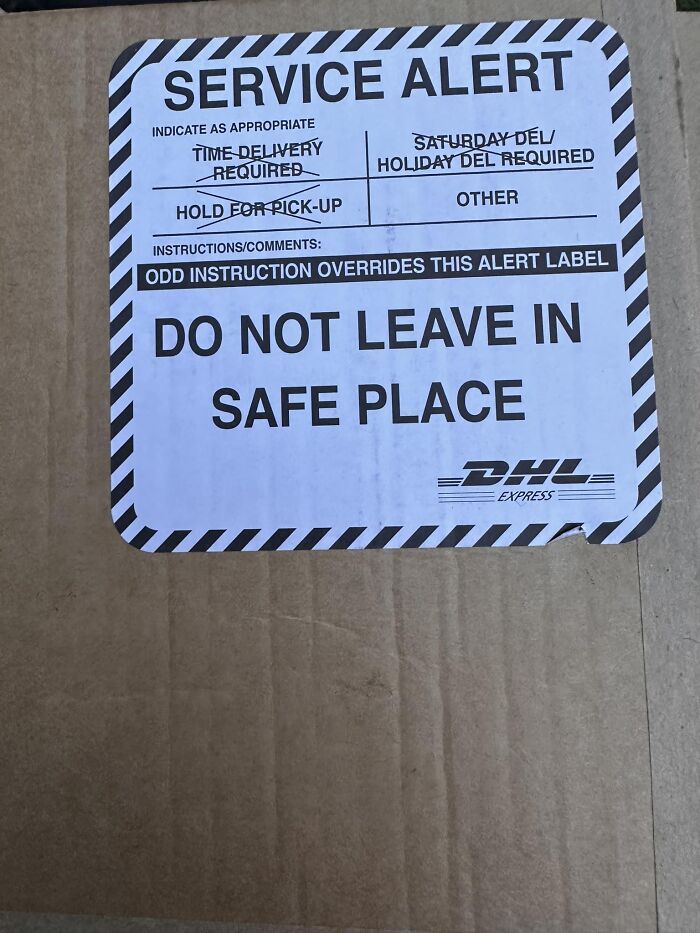 SERVICE ALERT
INDICATE AS APPROPRIATE
TIME DELIVERY
REQUIRED
SATURDAY DEL/
HOLIDAY DEL REQUIRED
HOLD FOR PICK-UP
OTHER
INSTRUCTIONS/COMMENTS:
ODD INSTRUCTION OVERRIDES THIS ALERT LABEL
DO NOT LEAVE IN
SAFE PLACE
DHL
EXPRESS